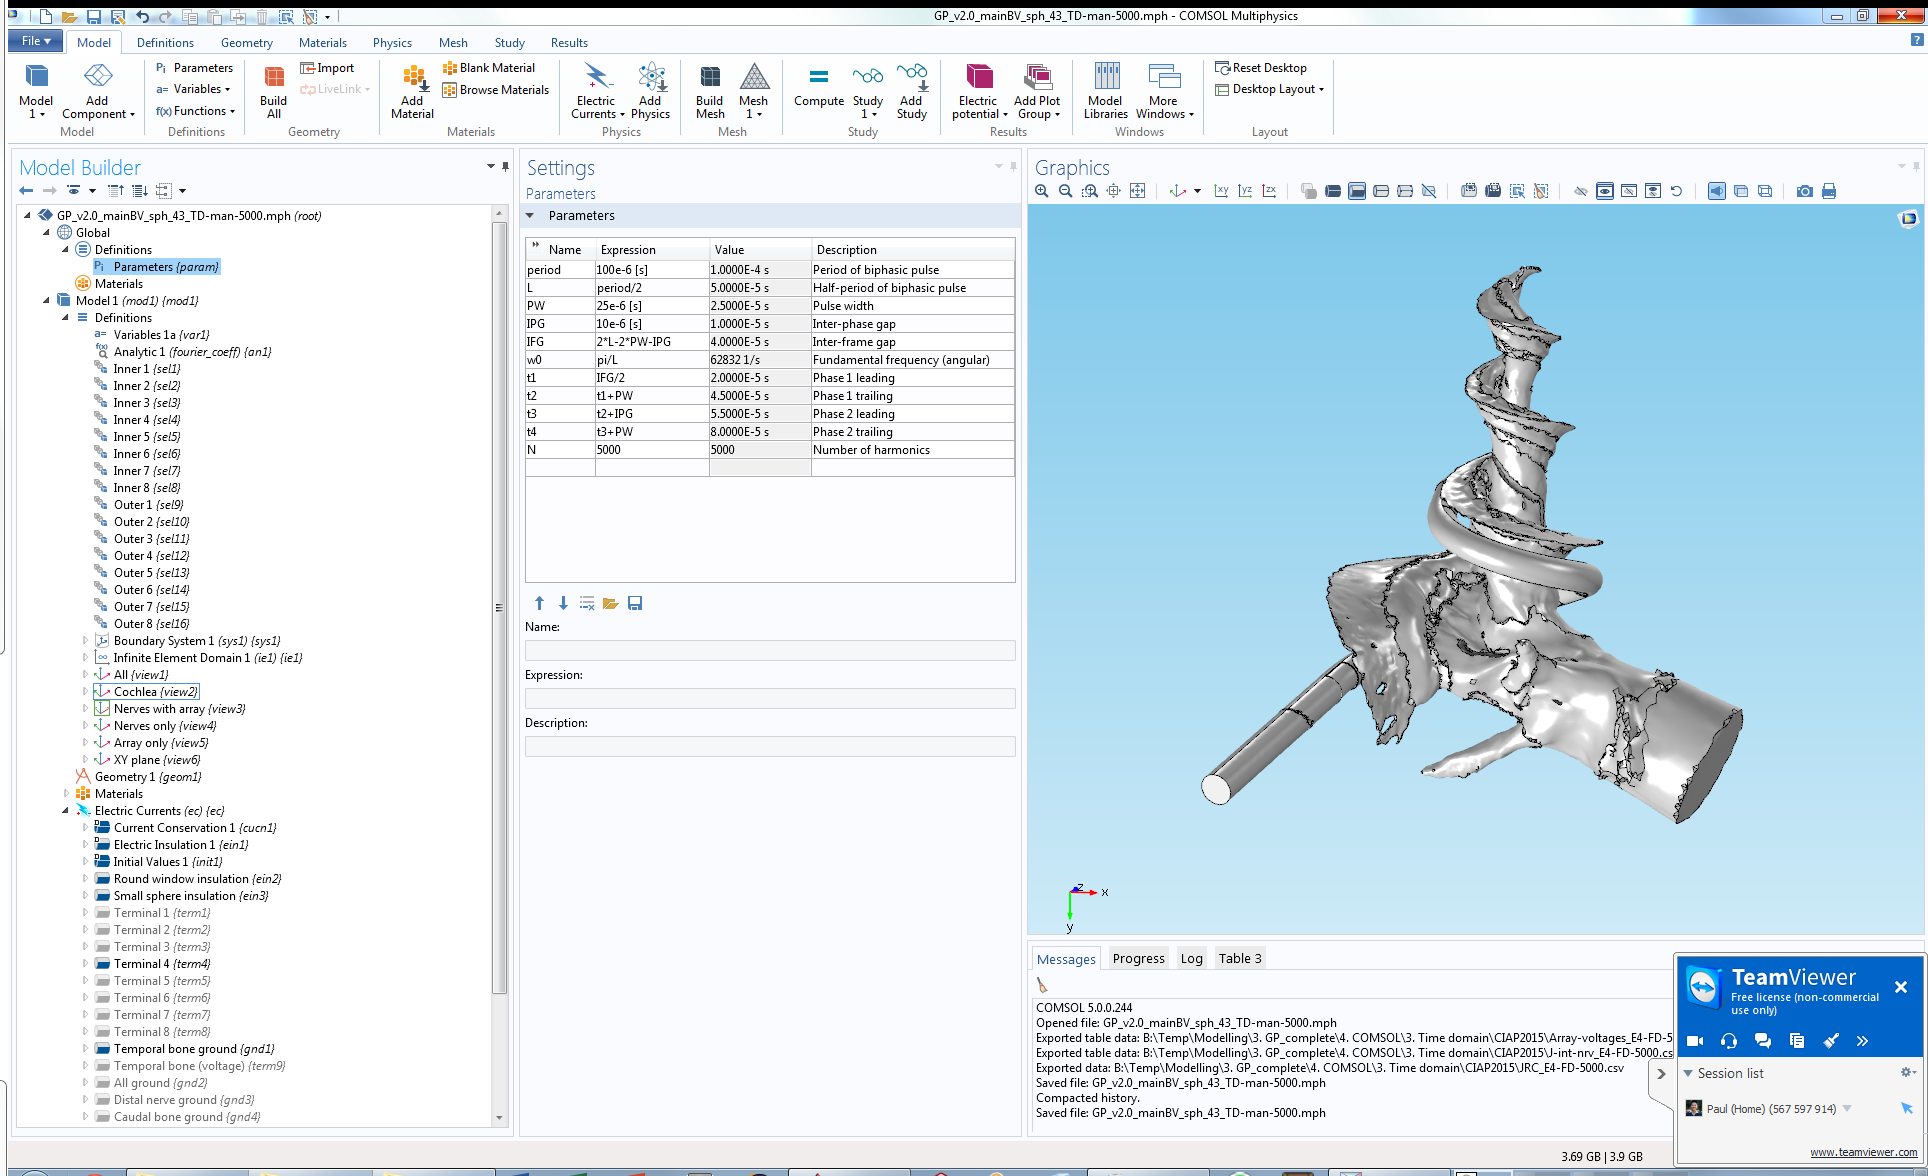 GP_v2.0_mainBV_sph_43_TD-man-5000.mph - COMSOL Multiphysics
File Model Definitions Geometry Materials Physics Mesh Study Results
Model 1
Add Component
Model
Pi Parameters
a= Variables
f(x) Functions
Definitions
Build All
Import
LiveLink
Geometry
Add Material
Blank Material
Browse Materials
Materials
Electric Currents
Add Physics
Physics
Build Mesh
Mesh 1
Mesh
Compute
Study 1
Add Study
Study
Electric potential
Add Plot Group
Results
Model Libraries
More Windows
Windows
Reset Desktop
Desktop Layout
Layout
Model Builder
GP_v2.0_mainBV_sph_43_TD-man-5000.mph (root)
Global
Definitions
Pi Parameters {param}
Materials
Model 1 (mod1) {mod1}
Definitions
a= Variables 1a {var1}
f(x) Analytic 1 (fourier_coeff) {an1}
Inner 1 {sel1}
Inner 2 {sel2}
Inner 3 {sel3}
Inner 4 {sel4}
Inner 5 {sel5}
Inner 6 {sel6}
Inner 7 {sel7}
Inner 8 {sel8}
Outer 1 {sel9}
Outer 2 {sel10}
Outer 3 {sel11}
Outer 4 {sel12}
Outer 5 {sel13}
Outer 6 {sel14}
Outer 7 {sel15}
Outer 8 {sel16}
Boundary System 1 (sys1) {sys1}
Infinite Element Domain 1 (ie1) {ie1}
All {view1}
Cochlea {view2}
Nerves with array {view3}
Nerves only {view4}
Array only {view5}
XY plane {view6}
Geometry 1 {geom1}
Materials
Electric Currents (ec) {ec}
Current Conservation 1 {cucn1}
Electric Insulation 1 {ein1}
Initial Values 1 {init1}
Round window insulation {ein2}
Small sphere insulation {ein3}
Terminal 1 {term1}
Terminal 2 {term2}
Terminal 3 {term3}
Terminal 4 {term4}
Terminal 5 {term5}
Terminal 6 {term6}
Terminal 7 {term7}
Terminal 8 {term8}
Temporal bone ground {gnd1}
Temporal bone (voltage) {term9}
All ground {gnd2}
Distal nerve ground {gnd3}
Caudal bone ground {gnd4}
Settings
Parameters
Parameters
Name Expression Value Description
period 100e-6 [s] 1.0000E-4 s Period of biphasic pulse
L period/2 5.0000E-5 s Half-period of biphasic pulse
PW 25e-6 [s] 2.5000E-5 s Pulse width
IPG 10e-6 [s] 1.0000E-5 s Inter-phase gap
IFG 2*L-2*PW-IPG 4.0000E-5 s Inter-frame gap
w0 pi/L 62832 1/s Fundamental frequency (angular)
t1 IFG/2 2.0000E-5 s Phase 1 leading
t2 t1+PW 4.5000E-5 s Phase 1 trailing
t3 t2+IPG 5.5000E-5 s Phase 2 leading
t4 t3+PW 8.0000E-5 s Phase 2 trailing
N 5000 5000 Number of harmonics
Name:
Expression:
Description:
Graphics
xy yz zx
z x
y
Messages Progress Log Table 3
COMSOL 5.0.0.244
Opened file: GP_v2.0_mainBV_sph_43_TD-man-5000.mph
Exported table data: B:\Temp\Modelling\3. GP_complete\4. COMSOL\3. Time domain\CIAP2015\Array-voltages_E4-FD-5
Exported table data: B:\Temp\Modelling\3. GP_complete\4. COMSOL\3. Time domain\CIAP2015\J-int-nrv_E4-FD-5000.cs
Exported data: B:\Temp\Modelling\3. GP_complete\4. COMSOL\3. Time domain\CIAP2015\JRC_E4-FD-5000.csv
Saved file: GP_v2.0_mainBV_sph_43_TD-man-5000.mph
Compacted history.
Saved file: GP_v2.0_mainBV_sph_43_TD-man-5000.mph
TeamViewer
Free license (non-commercial
use only)
Session list
Paul (Home) (567 597 914)
www.teamviewer.com
3.69 GB | 3.9 GB